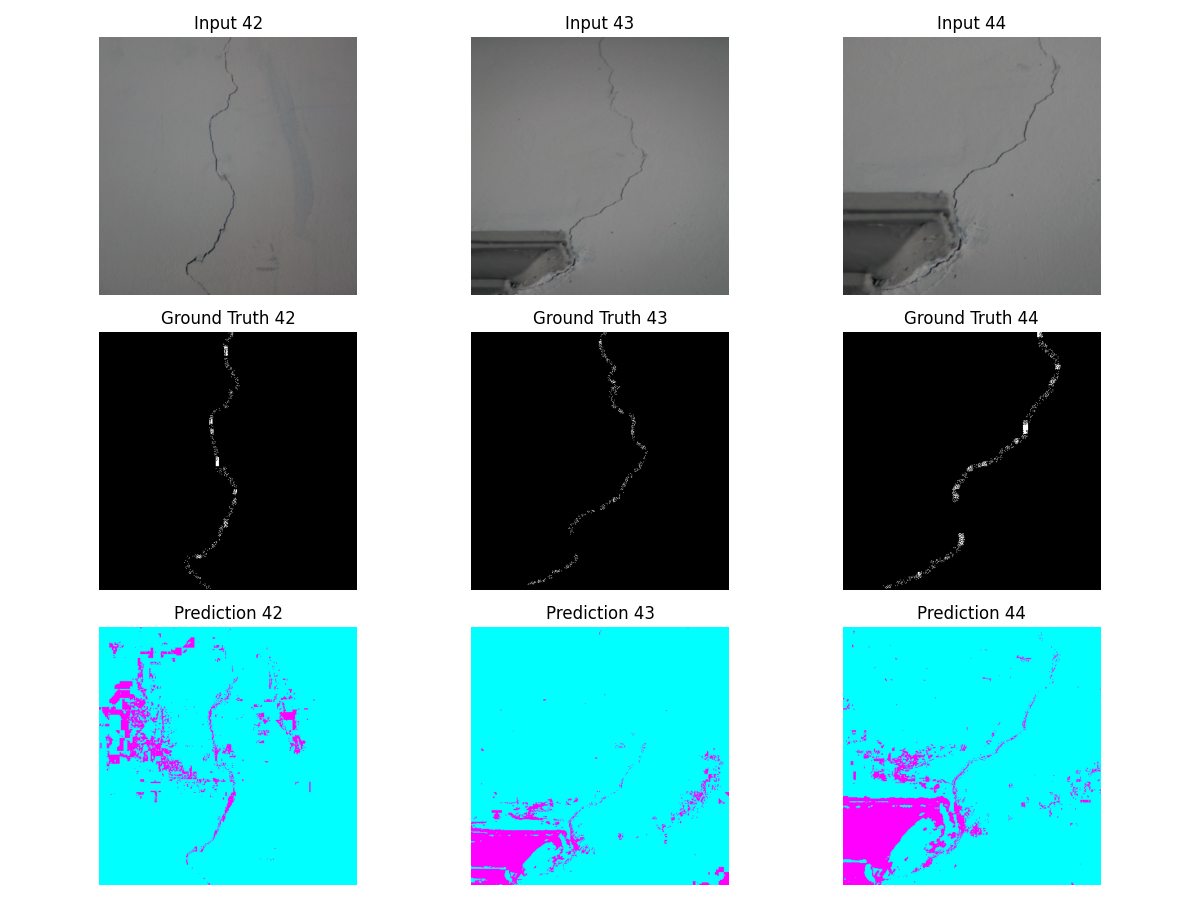 Input 42
Input 43
Input 44
Ground Truth 42
Ground Truth 43
Ground Truth 44
Prediction 42
Prediction 43
Prediction 44